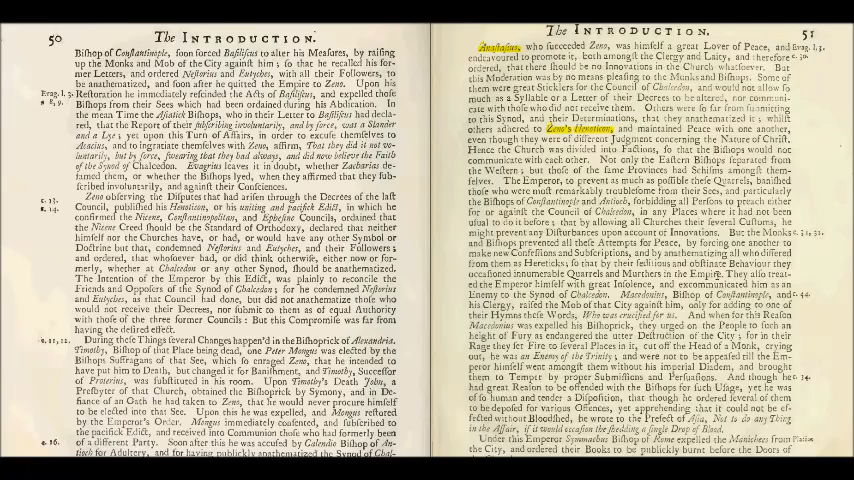 50 The INTRODUCTION.
Bishop of Constantinople, soon forced Basiliscus to alter his Measures, by raising
up the Monks and Mob of the City against him; so that he recalled his for-
mer Letters, and ordered Nestorius and Eutyches, with all their Followers, to
be anathematized, and soon after he quitted the Empire to Zeno. Upon his
Evag. l. 3. Restoration he immediately rescinded the Acts of Basiliscus, and expelled those
c. 8, 9. Bishops from their Sees which had been ordained during his Abdication. In
the mean Time the Asiatick Bishops, who in their Letter to Basiliscus had decla-
red, that the Report of their subscribing involuntarily, and by force, was a Slander
and a Lye; yet upon this Turn of Affairs, in order to excuse themselves to
Acacius, and to ingratiate themselves with Zeno, affirm, That they did it not vo-
luntarily, but by force, swearing that they had always, and did now believe the Faith
of the Synod of Chalcedon. Evagrius leaves it in doubt, whether Zacharias de-
famed them, or whether the Bishops lyed, when they affirmed that they sub-
scribed involuntarily, and against their Consciences.
c. 13. Zeno observing the Disputes that had arisen through the Decrees of the last
c. 14. Council, published his Henoticon, or his uniting and pacifick Edict, in which he
confirmed the Nicene, Constantinopolitan, and Ephesine Councils, ordained that
the Nicene Creed should be the Standard of Orthodoxy, declared that neither
himself nor the Churches have, or had, or would have any other Symbol or
Doctrine but that, condemned Nestorius and Eutyches, and their Followers;
and ordered, that whosoever had, or did think otherwise, either now or for-
merly, whether at Chalcedon or any other Synod, should be anathematized.
The Intention of the Emperor by this Edict, was plainly to reconcile the
Friends and Opposers of the Synod of Chalcedon; for he condemned Nestorius
and Eutyches, as that Council had done, but did not anathematize those who
would not receive their Decrees, nor submit to them as of equal Authority
with those of the three former Councils: But this Compromise was far from
having the desired effect.
c. 11, 12. During these Things several Changes happen'd in the Bishoprick of Alexandria.
Timothy, Bishop of that Place being dead, one Peter Mongus was elected by the
Bishops Suffragans of that See, which so enraged Zeno, that he intended to
have put him to Death, but changed it for Banishment, and Timothy, Successor
of Proterius, was substituted in his room. Upon Timothy's Death John, a
Presbyter of that Church, obtained the Bishoprick by Symony, and in De-
fiance of an Oath he had taken to Zeno, that he would never procure himself
to be elected into that See. Upon this he was expelled, and Mongus restored
by the Emperor's Order. Mongus immediately consented, and subscribed to
the pacifick Edict, and received into Communion those who had formerly been
c. 16. of a different Party. Soon after this he was accused by Calendio Bishop of An-
tioch for Adultery, and for having publickly anathematized the Synod of Chal-
The INTRODUCTION. 51
Anastasius, who succeeded Zeno, was himself a great Lover of Peace, and Evag. l. 3.
endeavoured to promote it, both amongst the Clergy and Laity, and therefore c. 30.
ordered, that there should be no Innovations in the Church whatsoever. But
this Moderation was by no means pleasing to the Monks and Bishops. Some of
them were great Sticklers for the Council of Chalcedon, and would not allow so
much as a Syllable or a Letter of their Decrees to be altered, nor communi-
cate with those who did not receive them. Others were so far from submitting
to this Synod, and their Determinations, that they anathematized it; whilst
others adhered to Zeno's Henoticon, and maintained Peace with one another,
even though they were of different Judgment concerning the Nature of Christ.
Hence the Church was divided into Factions, so that the Bishops would not
communicate with each other. Not only the Eastern Bishops separated from
the Western; but those of the same Provinces had Schisms amongst them-
selves. The Emperor, to prevent as much as possible these Quarrels, banished
those who were most remarkably troublesome from their Sees, and particularly
the Bishops of Constantinople and Antioch, forbidding all Persons to preach either
for or against the Council of Chalcedon, in any Places where it had not been
usual to do it before; that by allowing all Churches their several Customs, he
might prevent any Disturbances upon account of Innovations. But the Monks c. 31, 32.
and Bishops prevented all these Attempts for Peace, by forcing one another to
make new Confessions and Subscriptions, and by anathematizing all who differed
from them as Hereticks; so that by their seditious and obstinate Behaviour they
occasioned innumerable Quarrels and Murthers in the Empire. They also treat-
ed the Emperor himself with great Insolence, and excommunicated him as an
Enemy to the Synod of Chalcedon. Macedonius, Bishop of Constantinople, and c. 44.
his Clergy, raised the Mob of that City against him, only for adding to one of
their Hymns these Words, Who was crucified for us. And when for this Reason
Macedonius was expelled his Bishoprick, they urged on the People to such an
height of Fury as endangered the utter Destruction of the City; for in their
Rage they set Fire to several Places in it, cut off the Head of a Monk, crying
out, he was an Enemy of the Trinity; and were not to be appeased till the Em-
peror himself went amongst them without his imperial Diadem, and brought
them to Temper by proper Submissions and Persuasions. And though he c. 34.
had great Reason to be offended with the Bishops for such Usage, yet he was
of so human and tender a Disposition, that though he ordered several of them
to be deposed for various Offences, yet apprehending that it could not be ef-
fected without Bloodshed, he wrote to the Prefect of Asia, Not to do any Thing
in the Affair, if it would occasion the shedding a single Drop of Blood.
Under this Emperor Symmachus Bishop of Rome expelled the Manichees from Platin.
the City, and ordered their Books to be publickly burnt before the Doors of